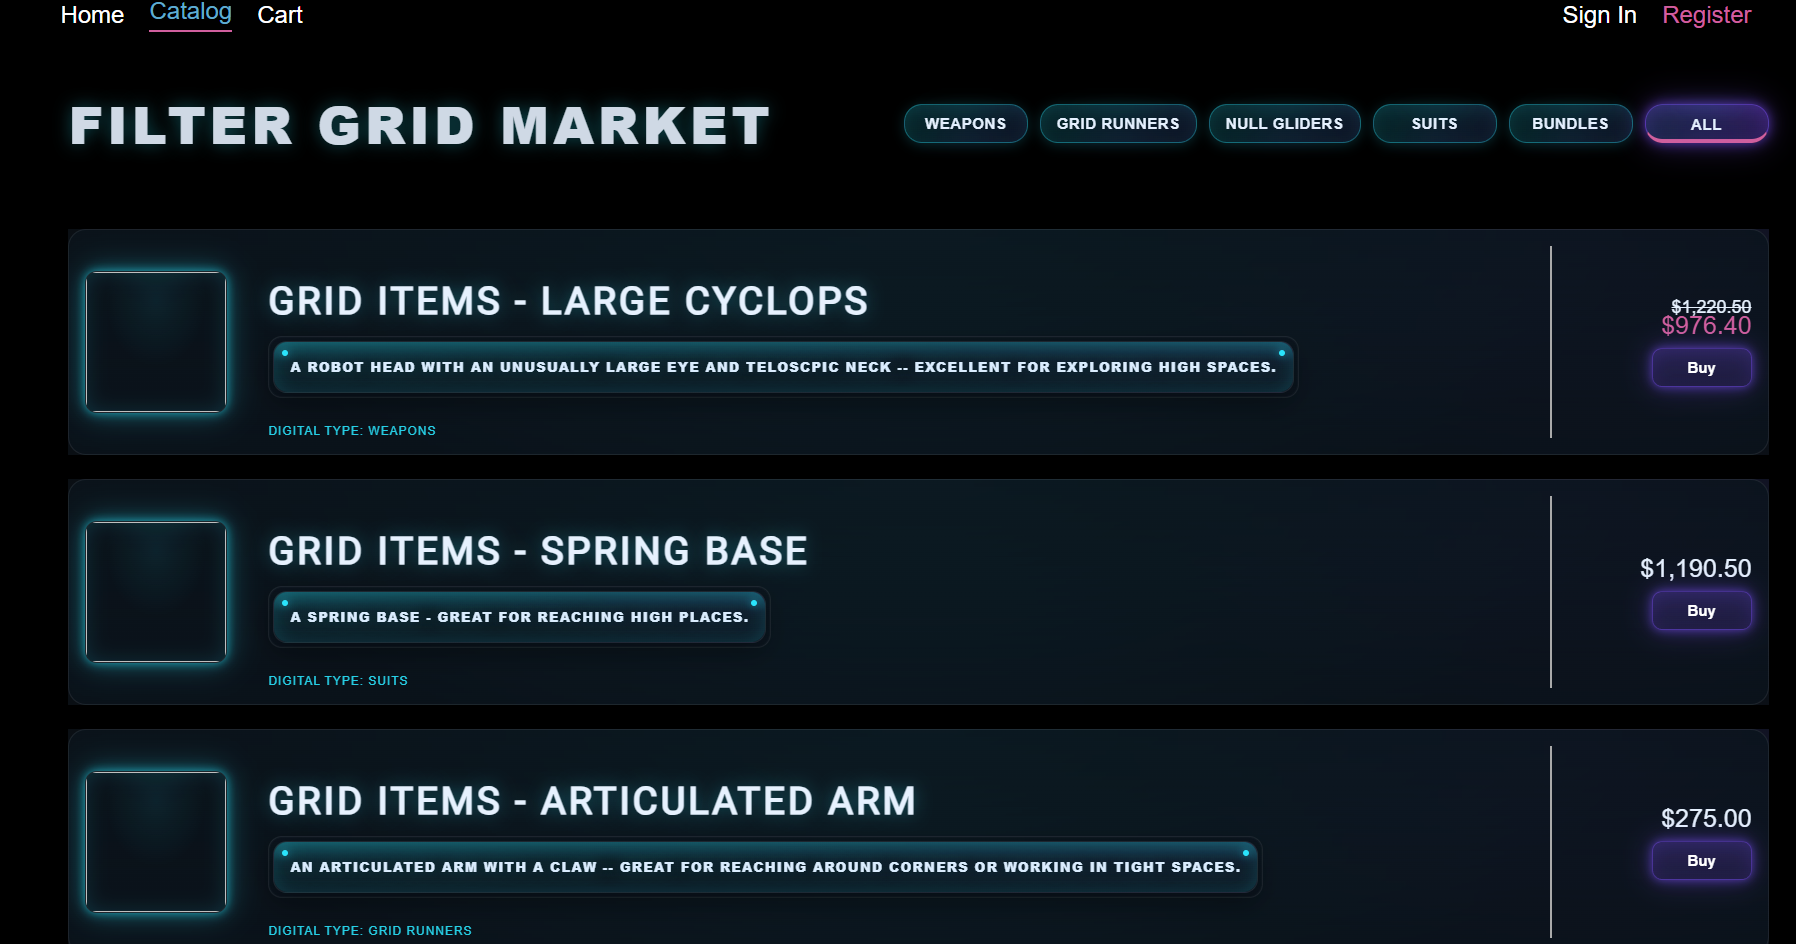 Home Catalog Cart Sign In Register
FILTER GRID MARKET WEAPONS GRID RUNNERS NULL GLIDERS SUITS BUNDLES ALL
GRID ITEMS - LARGE CYCLOPS
$1,220.50
$976.40
A ROBOT HEAD WITH AN UNUSUALLY LARGE EYE AND TELOSCPIC NECK -- EXCELLENT FOR EXPLORING HIGH SPACES.
Buy
DIGITAL TYPE: WEAPONS
GRID ITEMS - SPRING BASE
$1,190.50
A SPRING BASE - GREAT FOR REACHING HIGH PLACES.
Buy
DIGITAL TYPE: SUITS
GRID ITEMS - ARTICULATED ARM
$275.00
AN ARTICULATED ARM WITH A CLAW -- GREAT FOR REACHING AROUND CORNERS OR WORKING IN TIGHT SPACES.
Buy
DIGITAL TYPE: GRID RUNNERS